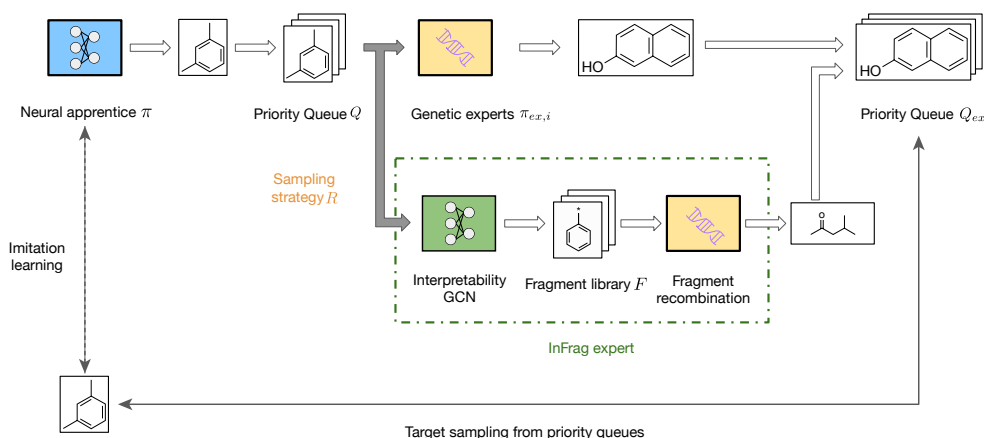 HO
HO
Neural apprentice π
Priority Queue Q
Genetic experts π_{ex,i}
Priority Queue Q_{ex}
Sampling
strategy R
*
O
Imitation
learning
Interpretability
GCN
Fragment library F
Fragment
recombination
InFrag expert
Target sampling from priority queues